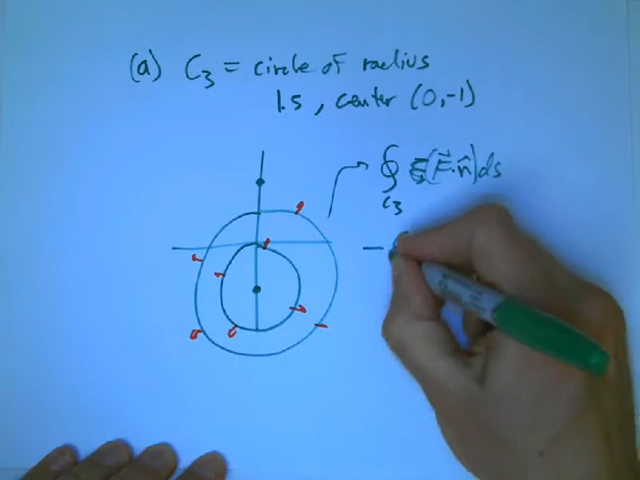 (a) C₃ = circle of radius
1.5 , center (0,-1)
∮ (F⃗·n̂)ds
C₃
−